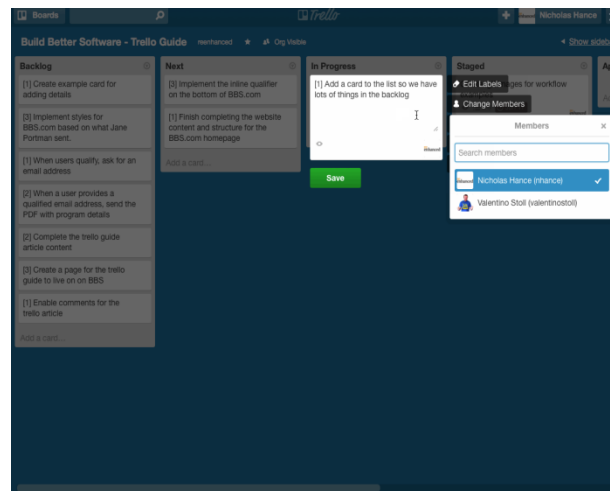 Boards
Trello
Nicholas Hance
Build Better Software - Trello Guide
reenhanced
Org Visible
Show sideb
Backlog
[1] Create example card for
adding details
[3] Implement styles for
BBS.com based on what Jane
Portman sent.
[1] When users qualify, ask for an
email address
[2] When a user provides a
qualified email address, send the
PDF with program details
[2] Complete the trello guide
article content
[3] Create a page for the trello
guide to live on on BBS
[1] Enable comments for the
trello article
Add a card...
Next
[3] Implement the inline qualifier
on the bottom of BBS.com
[1] Finish completing the website
content and structure for the
BBS.com homepage
Add a card...
In Progress
[1] Add a card to the list so we have
lots of things in the backlog
Save
Staged
ges for workflow
Edit Labels
Change Members
Members
Search members
Nicholas Hance (nhance)
Valentino Stoll (valentinostoll)